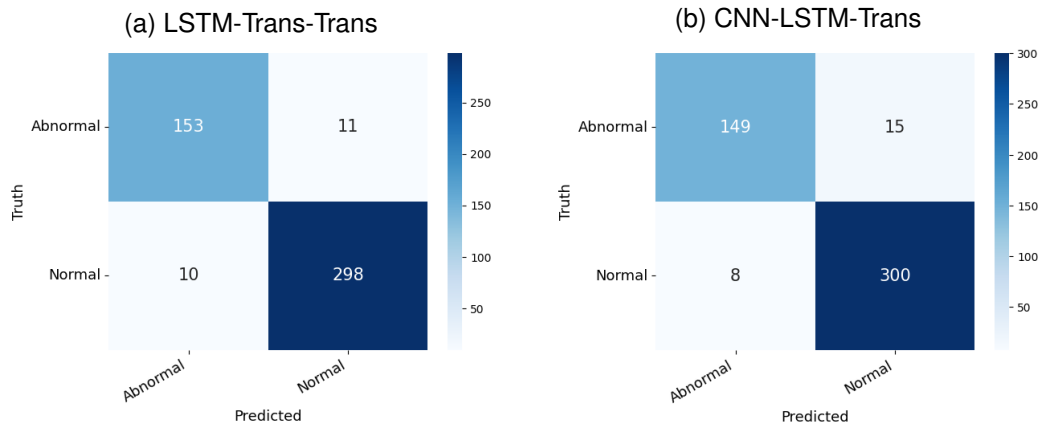 (a) LSTM-Trans-Trans
Abnormal
153
11
Normal
10
298
Truth
Abnormal
Normal
Predicted
250
200
150
100
50
(b) CNN-LSTM-Trans
Abnormal
149
15
Normal
8
300
Truth
Abnormal
Normal
Predicted
300
250
200
150
100
50